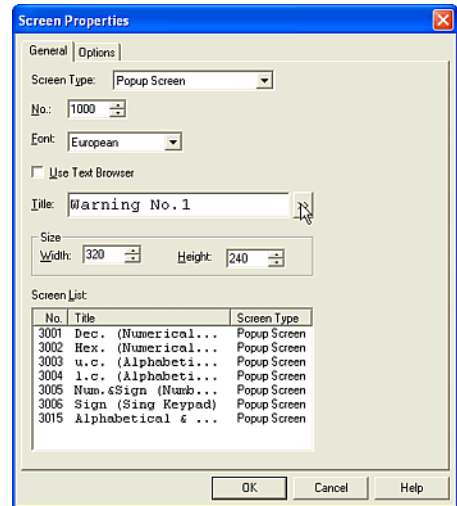 Screen Properties
General Options
Screen Type: Popup Screen
No.: 1000
Font: European
Use Text Browser
Title: Warning No.1 >>
Size
Width: 320 Height: 240
Screen List:
No. Title Screen Type
3001 Dec. (Numerical... Popup Screen
3002 Hex. (Numerical... Popup Screen
3003 u.c. (Alphabeti... Popup Screen
3004 l.c. (Alphabeti... Popup Screen
3005 Num.&Sign (Numb... Popup Screen
3006 Sign (Sing Keypad) Popup Screen
3015 Alphabetical & ... Popup Screen
OK Cancel Help